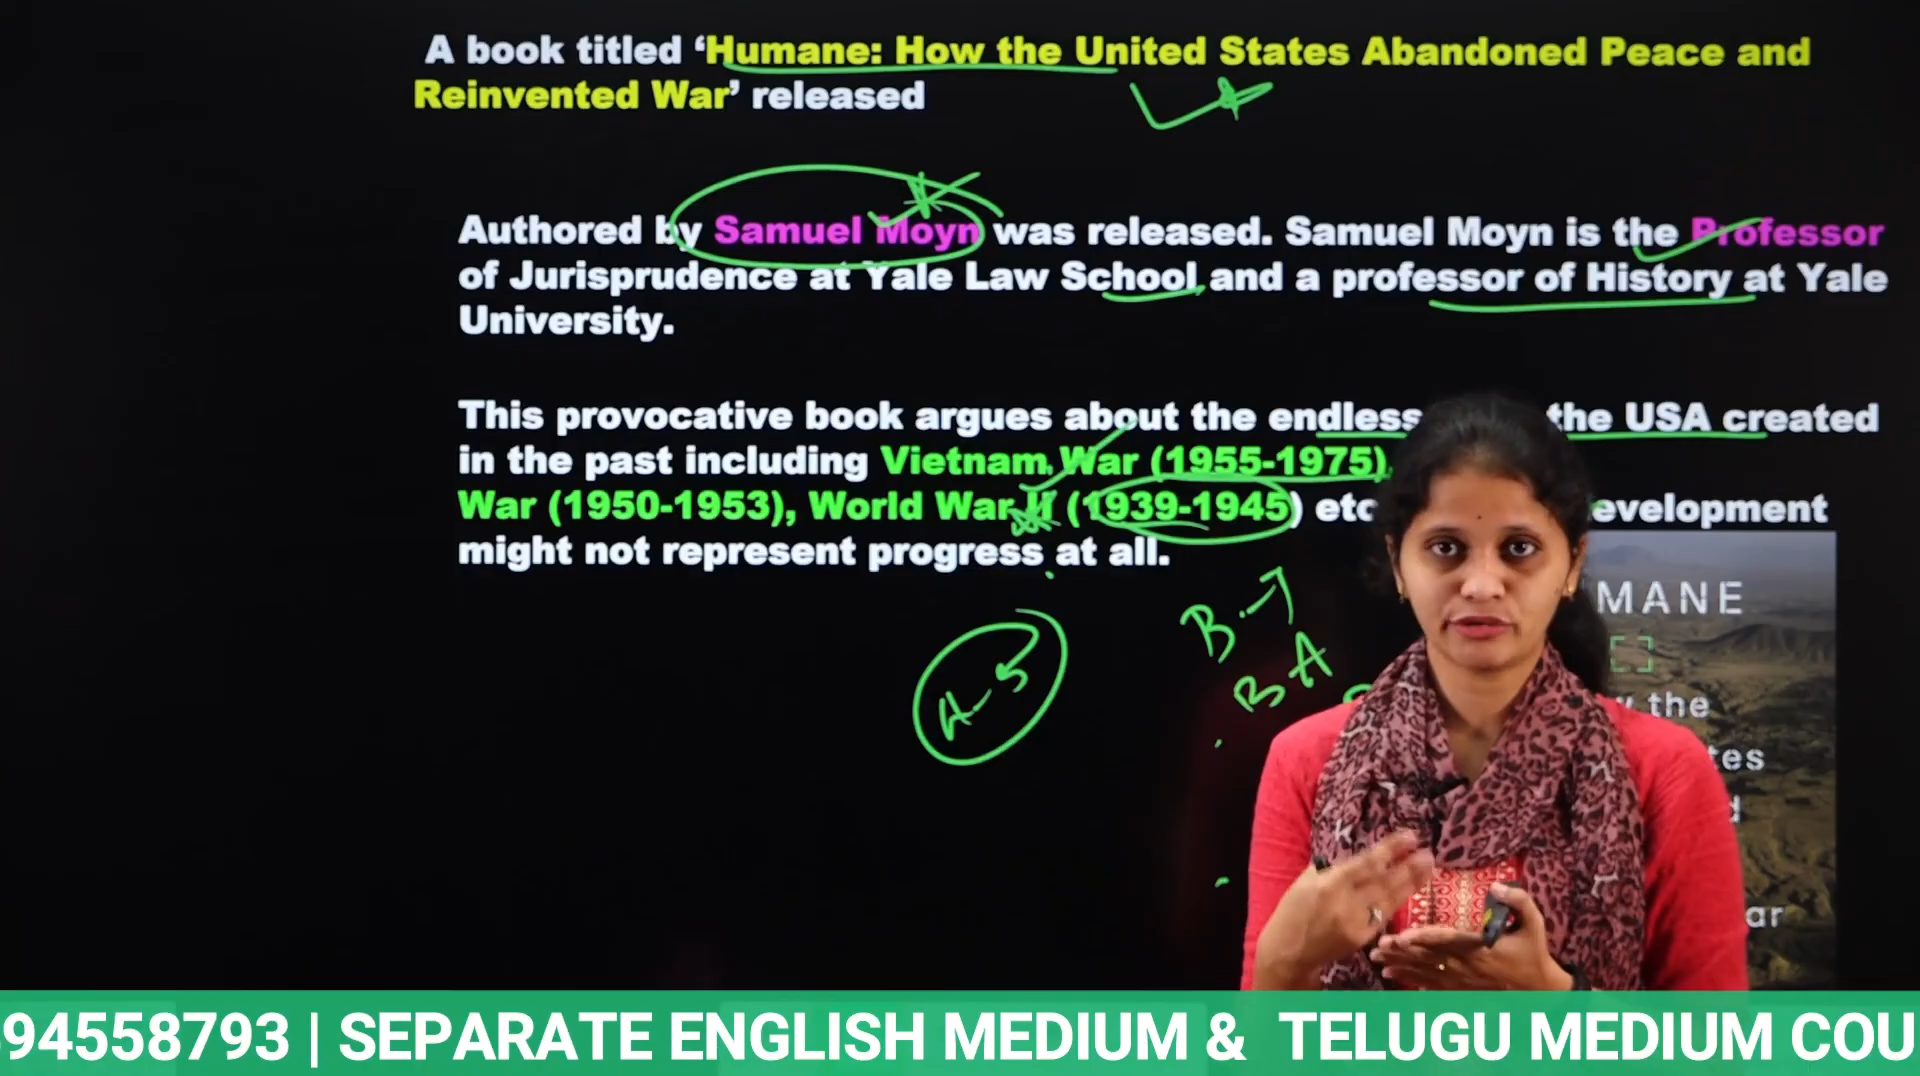 A book titled ‘Humane: How the United States Abandoned Peace and
Reinvented War’ released
Authored by Samuel Moyn was released. Samuel Moyn is the Professor
of Jurisprudence at Yale Law School and a professor of History at Yale
University.
This provocative book argues about the endless the USA created
in the past including Vietnam War (1955-1975),
War (1950-1953), World War II (1939-1945) etc evelopment
might not represent progress at all.
MANE
the
tes
d
ar
A-5
B→
BA
94558793 | SEPARATE ENGLISH MEDIUM & TELUGU MEDIUM COU